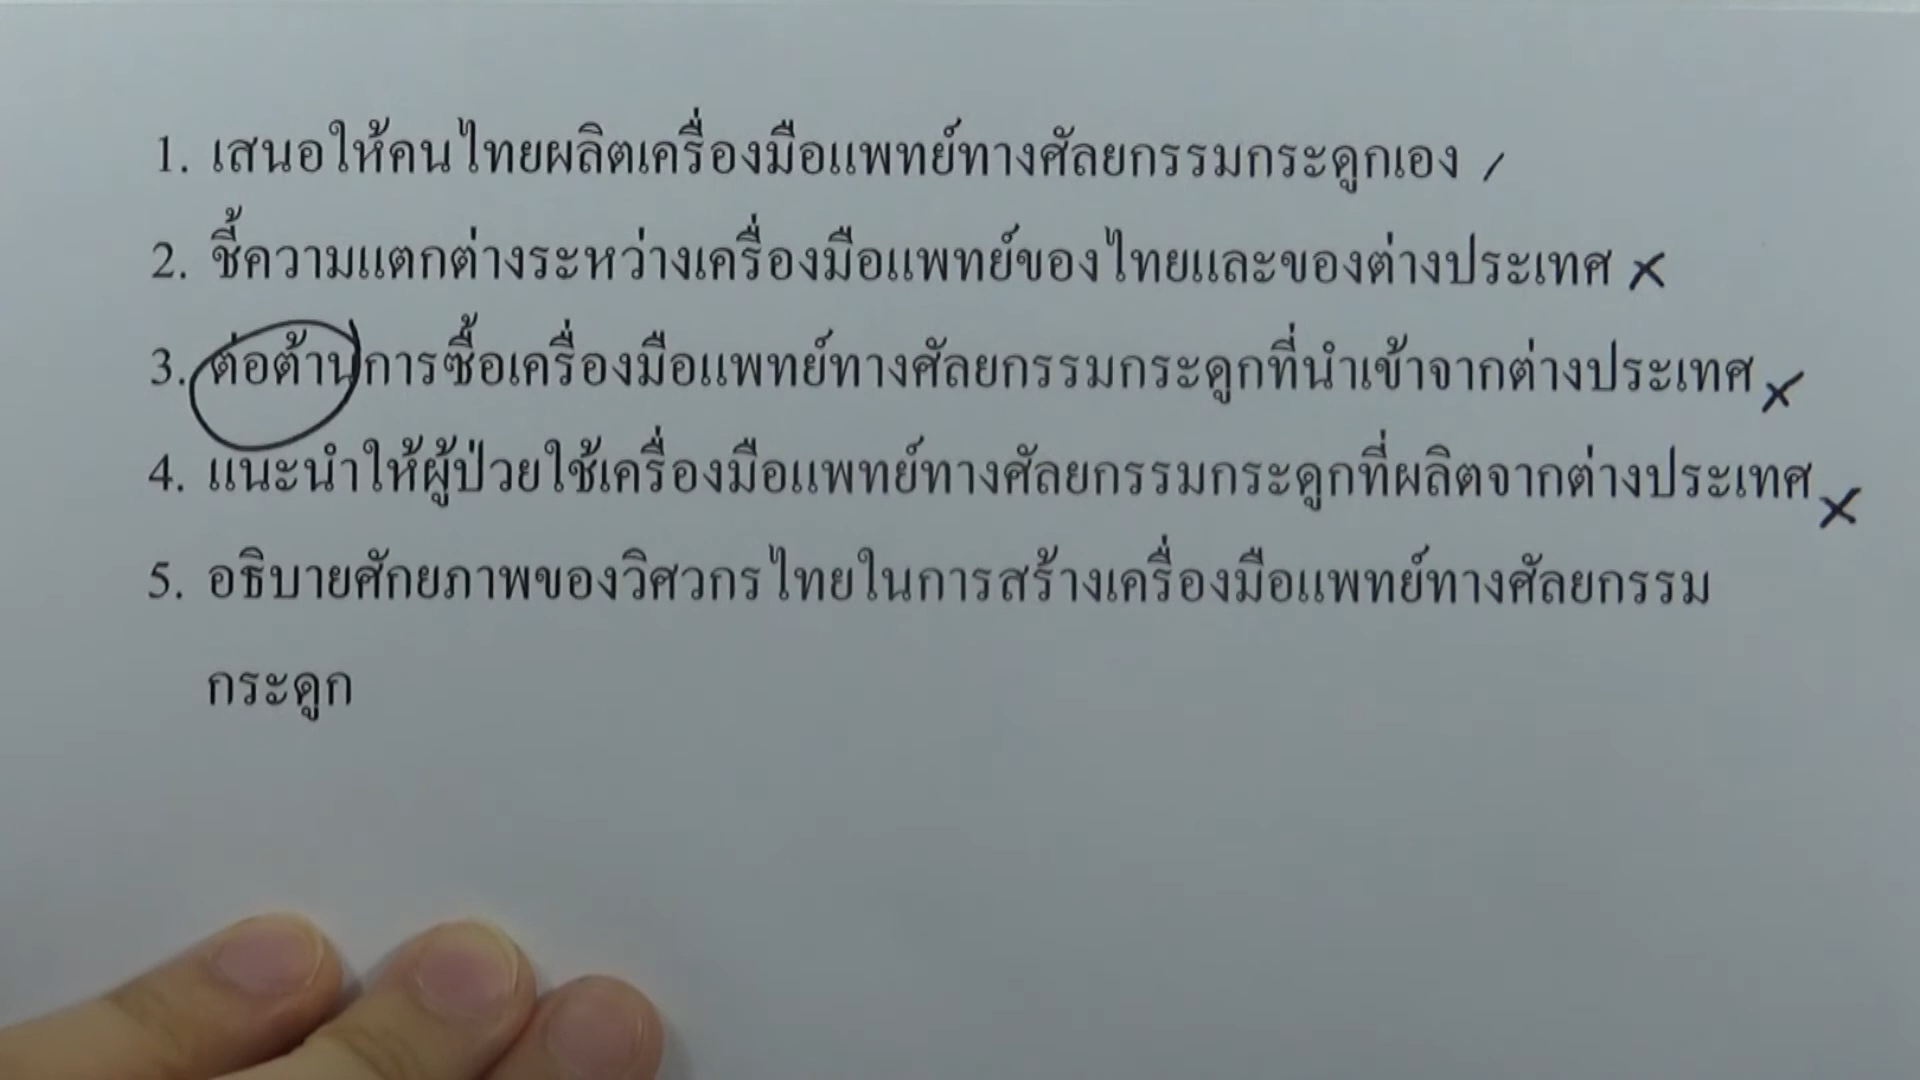 1. เสนอให้คนไทยผลิตเครื่องมือแพทย์ทางศัลยกรรมกระดูกเอง /
2. ชี้ความแตกต่างระหว่างเครื่องมือแพทย์ของไทยและของต่างประเทศ ×
3. ต่อต้านการซื้อเครื่องมือแพทย์ทางศัลยกรรมกระดูกที่นำเข้าจากต่างประเทศ ×
4. แนะนำให้ผู้ป่วยใช้เครื่องมือแพทย์ทางศัลยกรรมกระดูกที่ผลิตจากต่างประเทศ ×
5. อธิบายศักยภาพของวิศวกรไทยในการสร้างเครื่องมือแพทย์ทางศัลยกรรม
กระดูก